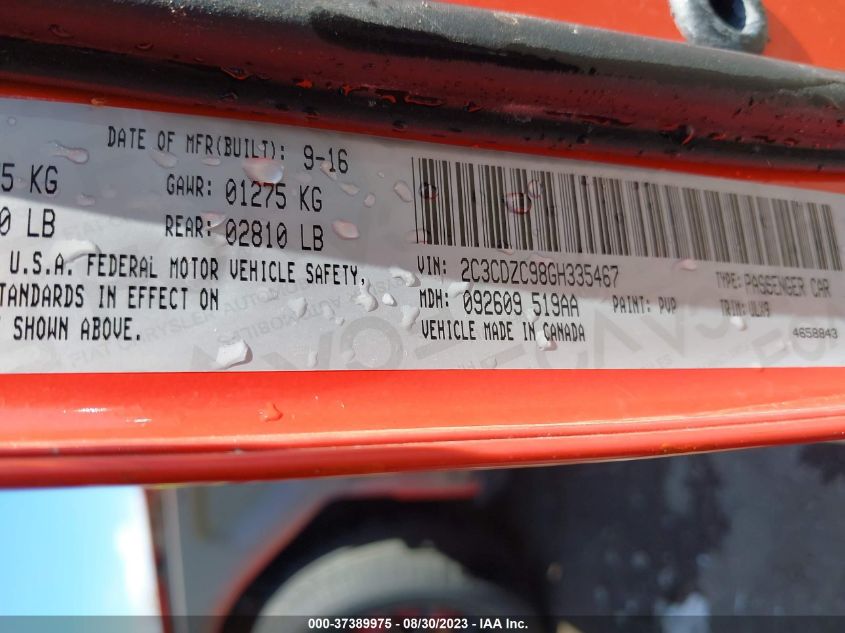 DATE OF MFR(BUILT): 9-16
5 KG GAWR: 01275 KG
0 LB REAR: 02810 LB
U.S.A. FEDERAL MOTOR VEHICLE SAFETY,
TANDARDS IN EFFECT ON
SHOWN ABOVE.
VIN: 2C3CDZC98GH335467 TYPE: PASSENGER CAR
MDH: 092609 519AA PAINT: PVP TRIM: VLX9
VEHICLE MADE IN CANADA 4658843
000-37389975 - 08/30/2023 - IAA Inc.